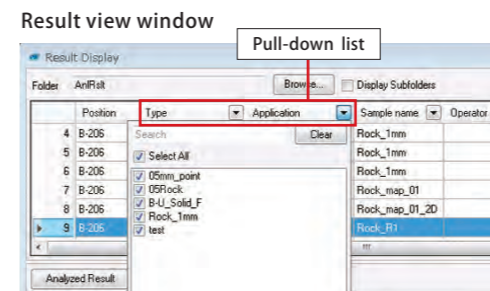 Result view window
Pull-down list
Result Display
Folder AnlRslt Browse... Display Subfolders
Position Type Application Sample name Operator
4 B-206 Search Clear Rock_1mm
5 B-206 Select All Rock_1mm
6 B-206 05mm_point Rock_1mm
7 B-206 05Rock Rock_map_01
8 B-206 B-U_Solid_F Rock_map_01_2D
9 B-206 Rock_1mm Rock_R1
test
Analyzed Result